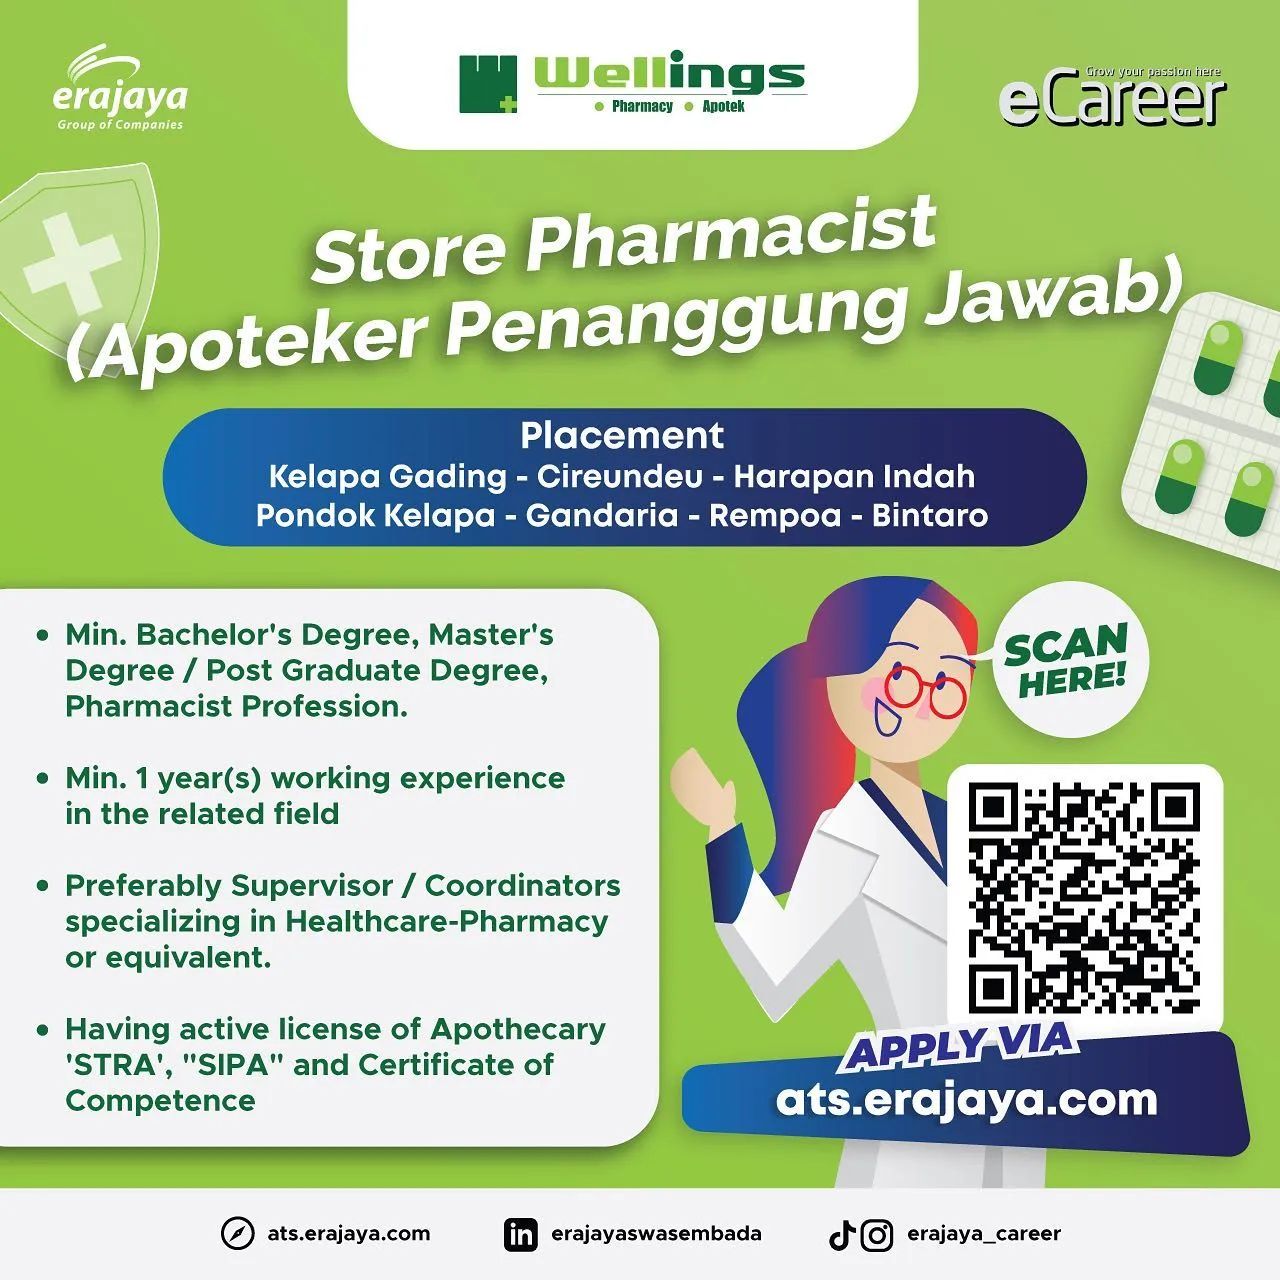 erajaya
Group of Companies
Wellings
Pharmacy • Apotek
Grow your passion here
eCareer
Store Pharmacist
(Apoteker Penanggung Jawab)
Placement
Kelapa Gading - Cireundeu - Harapan Indah
Pondok Kelapa - Gandaria - Rempoa - Bintaro
• Min. Bachelor's Degree, Master's
Degree / Post Graduate Degree,
Pharmacist Profession.
• Min. 1 year(s) working experience
in the related field
• Preferably Supervisor / Coordinators
specializing in Healthcare-Pharmacy
or equivalent.
• Having active license of Apothecary
'STRA', "SIPA" and Certificate of
Competence
SCAN
HERE!
APPLY VIA
ats.erajaya.com
ats.erajaya.com
in erajayaswasembada
erajaya_career